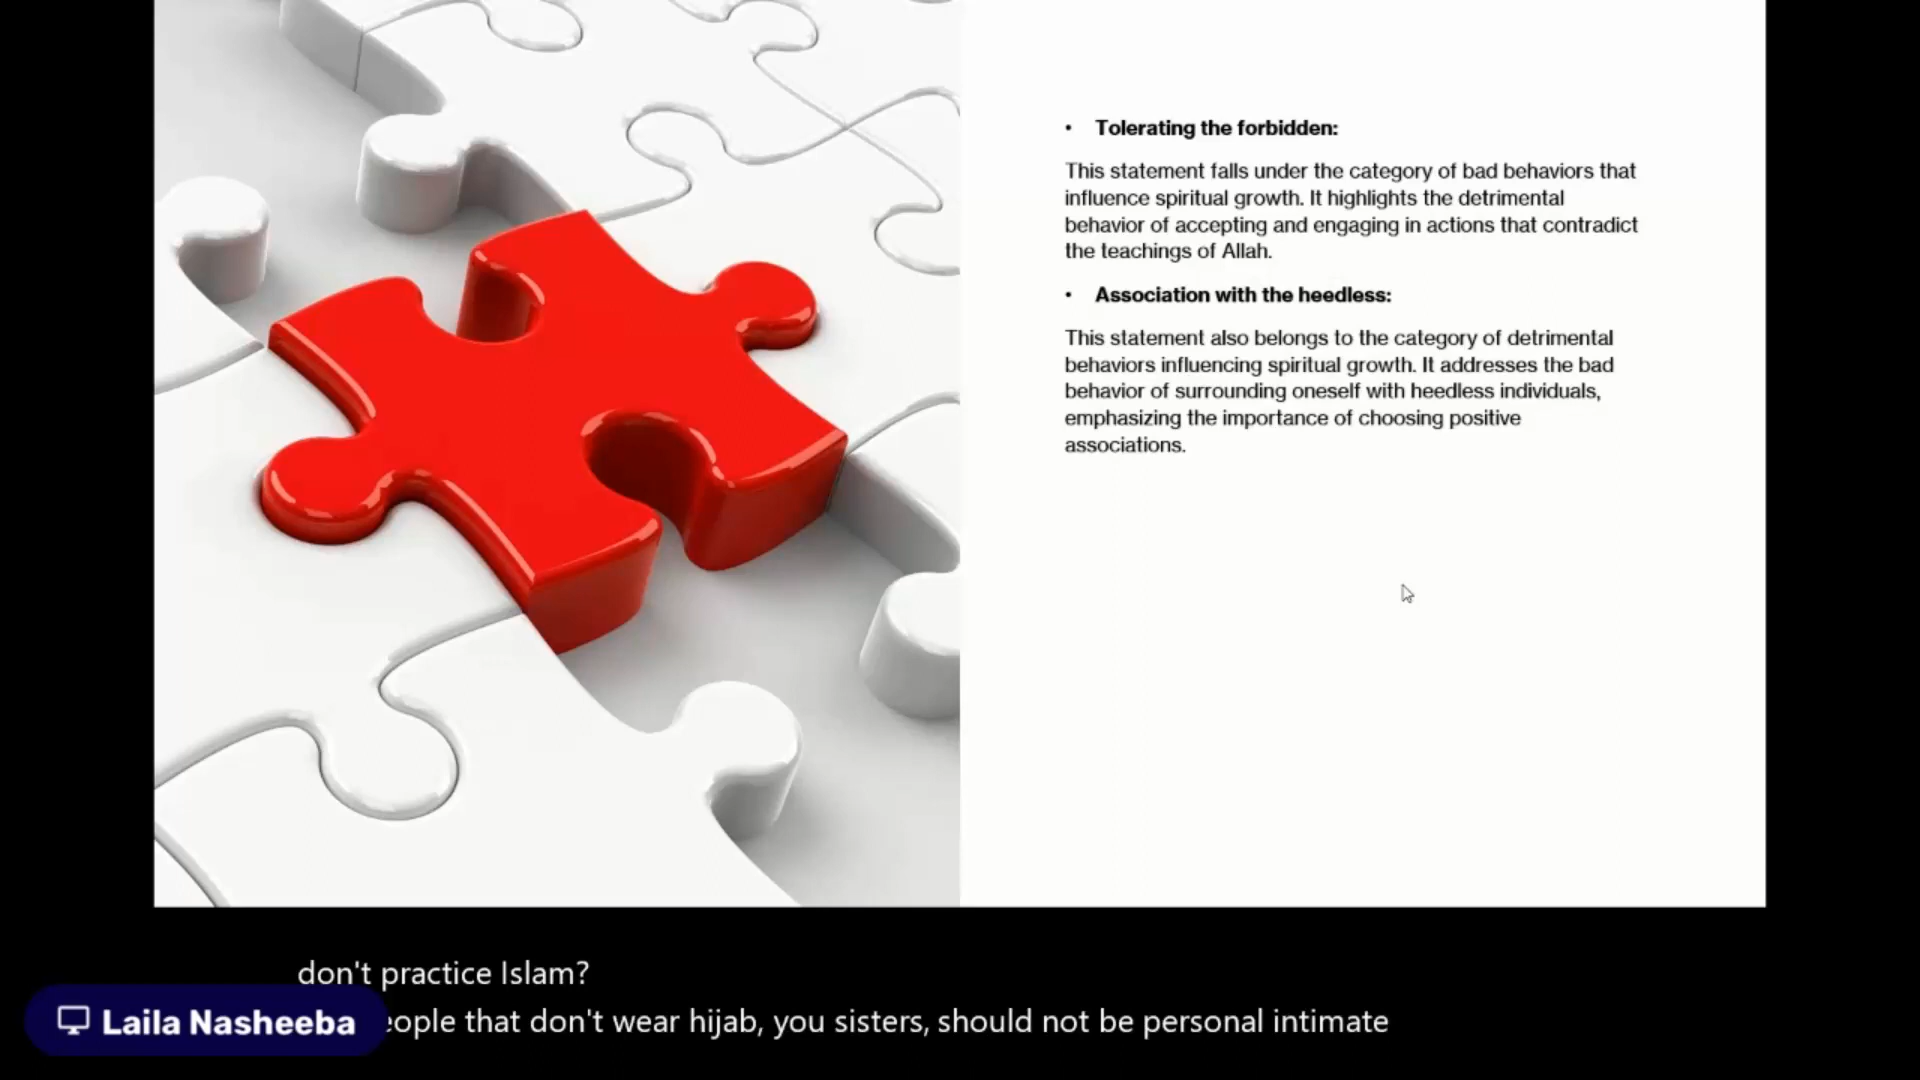 • Tolerating the forbidden:
This statement falls under the category of bad behaviors that
influence spiritual growth. It highlights the detrimental
behavior of accepting and engaging in actions that contradict
the teachings of Allah.
• Association with the heedless:
This statement also belongs to the category of detrimental
behaviors influencing spiritual growth. It addresses the bad
behavior of surrounding oneself with heedless individuals,
emphasizing the importance of choosing positive
associations.
don't practice Islam?
that don't wear hijab, you sisters, should not be personal intimate
Laila Nasheeba